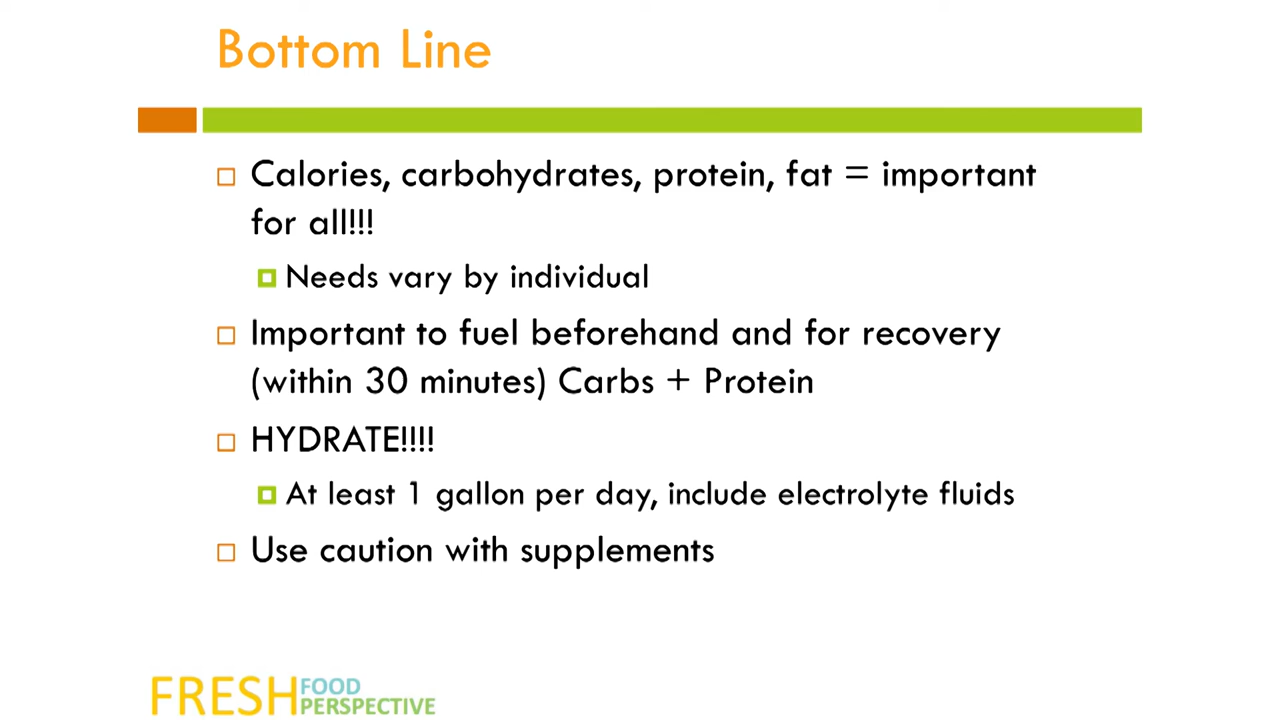 Bottom Line
Calories, carbohydrates, protein, fat = important
for all!!!
Needs vary by individual
Important to fuel beforehand and for recovery
(within 30 minutes) Carbs + Protein
HYDRATE!!!!
At least 1 gallon per day, include electrolyte fluids
Use caution with supplements
FRESH FOOD
PERSPECTIVE